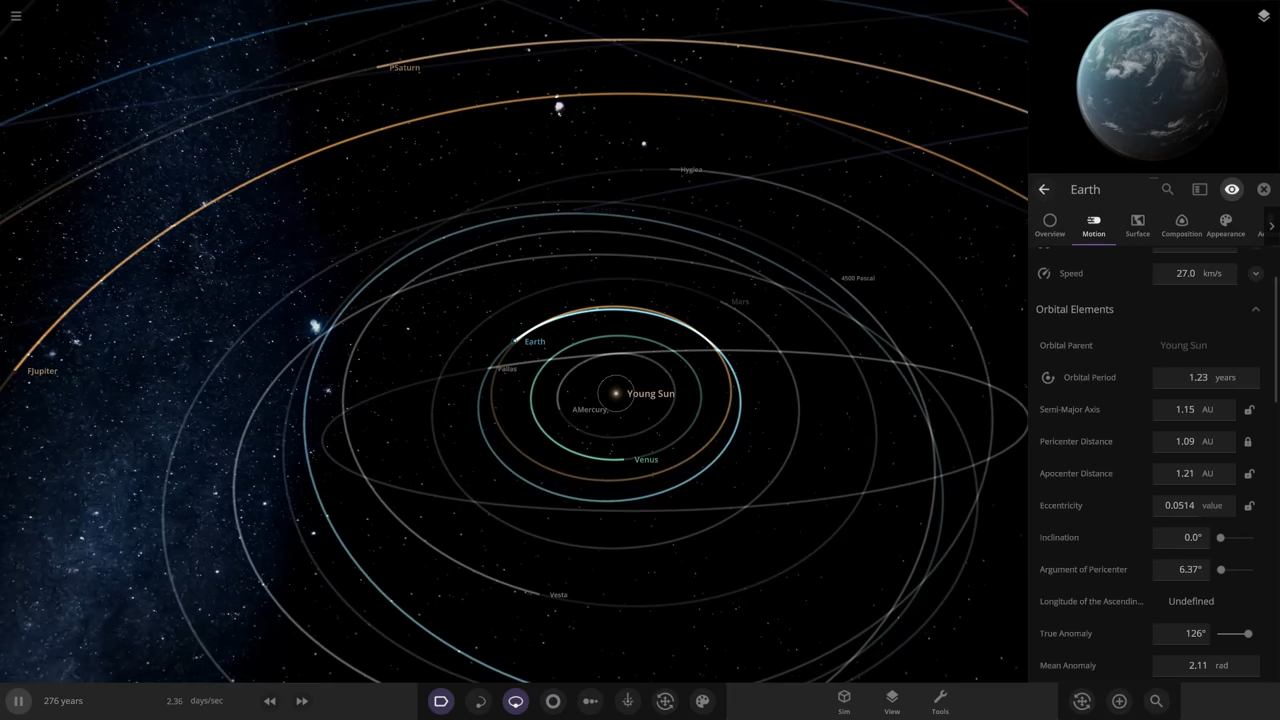 PSaturn
Hygiea
4500 Pascal
Mars
Earth
Pallas
FJupiter
Young Sun
AMercury
Venus
Vesta
Earth
Overview
Motion
Surface
Composition
Appearance
Speed
27.0 km/s
Orbital Elements
Orbital Parent
Young Sun
Orbital Period
1.23 years
Semi-Major Axis
1.15 AU
Pericenter Distance
1.09 AU
Apocenter Distance
1.21 AU
Eccentricity
0.0514 value
Inclination
0.0°
Argument of Pericenter
6.37°
Longitude of the Ascendin...
Undefined
True Anomaly
126°
Mean Anomaly
2.11 rad
276 years
2.36 days/sec
Sim
View
Tools